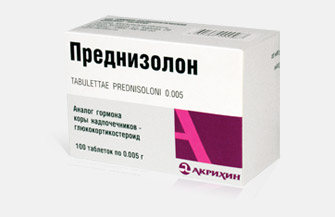 Преднизолон
TABULETTAE PREDNISOLONI 0.005
Аналог гормона
коры надпочечников -
глюкокортикостероид
100 таблеток по 0.005 г
АКРИХИН